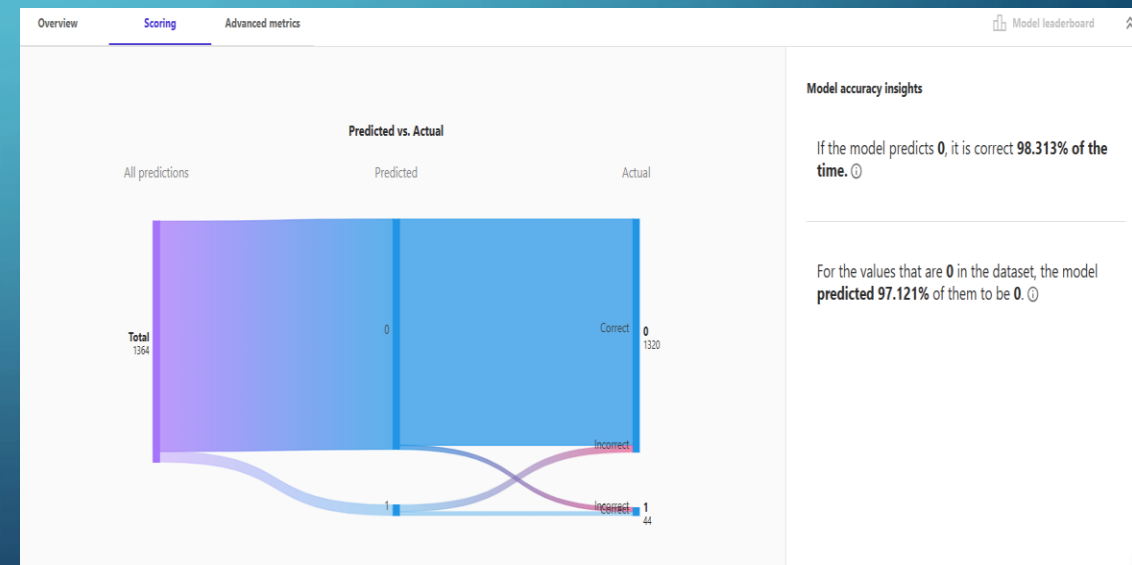 Overview
Scoring
Advanced metrics
Model leaderboard
Predicted vs. Actual
All predictions
Predicted
Actual
Total
1364
0
1
Correct
0
1320
Incorrect
Incorrect
Correct
1
44
Model accuracy insights
If the model predicts 0, it is correct 98.313% of the
time.
For the values that are 0 in the dataset, the model
predicted 97.121% of them to be 0.